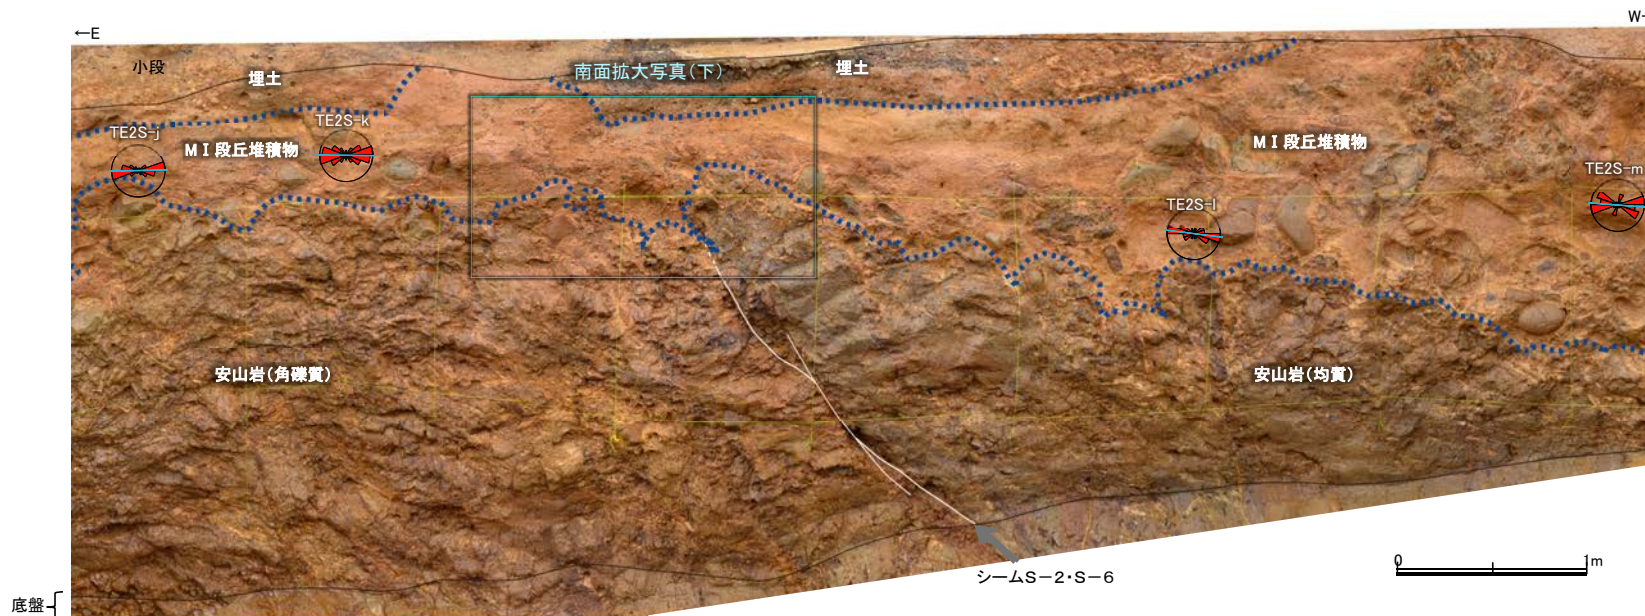 ←E
W-
小段
埋土
南面拡大写真(下)
埋土
TE2S-j
TE2S-k
MⅠ段丘堆積物
MⅠ段丘堆積物
TE2S-m
TE2S-l
安山岩(角礫質)
安山岩(均質)
0 1m
シームS-2・S-6
底盤